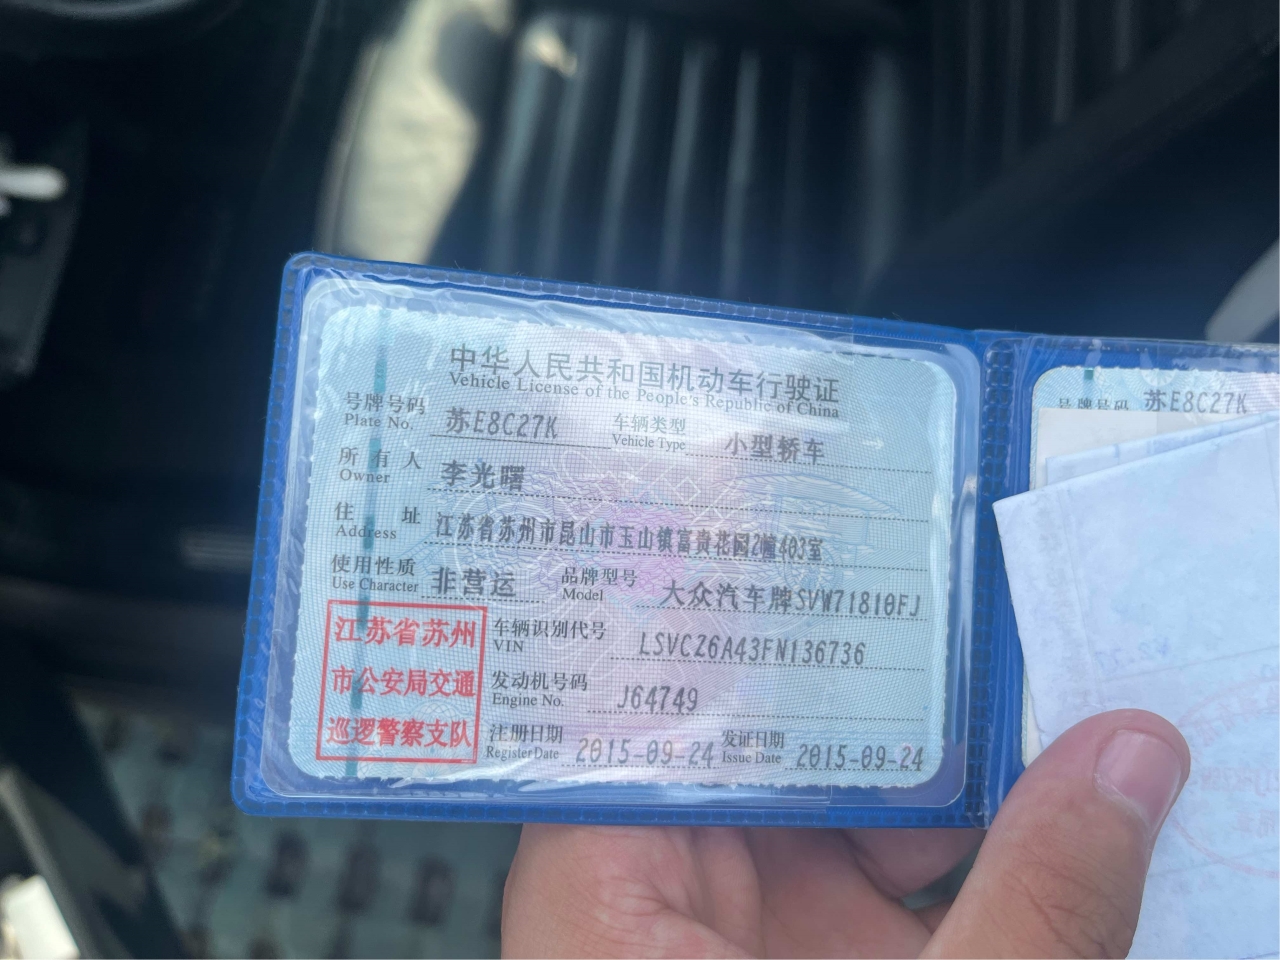 中华人民共和国机动车行驶证
Vehicle License of the People's Republic of China
号牌号码 苏E8C27K 车辆类型 小型轿车
Plate No. Vehicle Type
所有人 李光曙
Owner
住址 江苏省苏州市昆山市玉山镇富贵花园2幢403室
Address
使用性质 非营运 品牌型号 大众汽车牌SVW71810FJ
Use Character Model
江苏省苏州
市公安局交通
巡逻警察支队
车辆识别代号 LSVCZ6A43FN136736
VIN
发动机号码 J64749
Engine No.
注册日期 2015-09-24 发证日期 2015-09-24
Register Date Issue Date
号牌号码 苏E8C27K